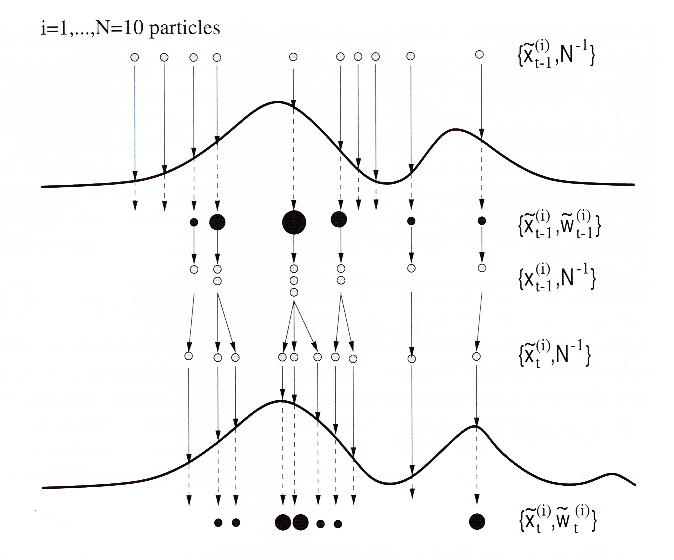 i=1,...,N=10 particles
{x̃_{t-1}^{(i)},N^{-1}}
{x̃_{t-1}^{(i)},w̃_{t-1}^{(i)}}
{x_{t-1}^{(i)},N^{-1}}
{x̃_t^{(i)},N^{-1}}
{x̃_t^{(i)},w̃_t^{(i)}}